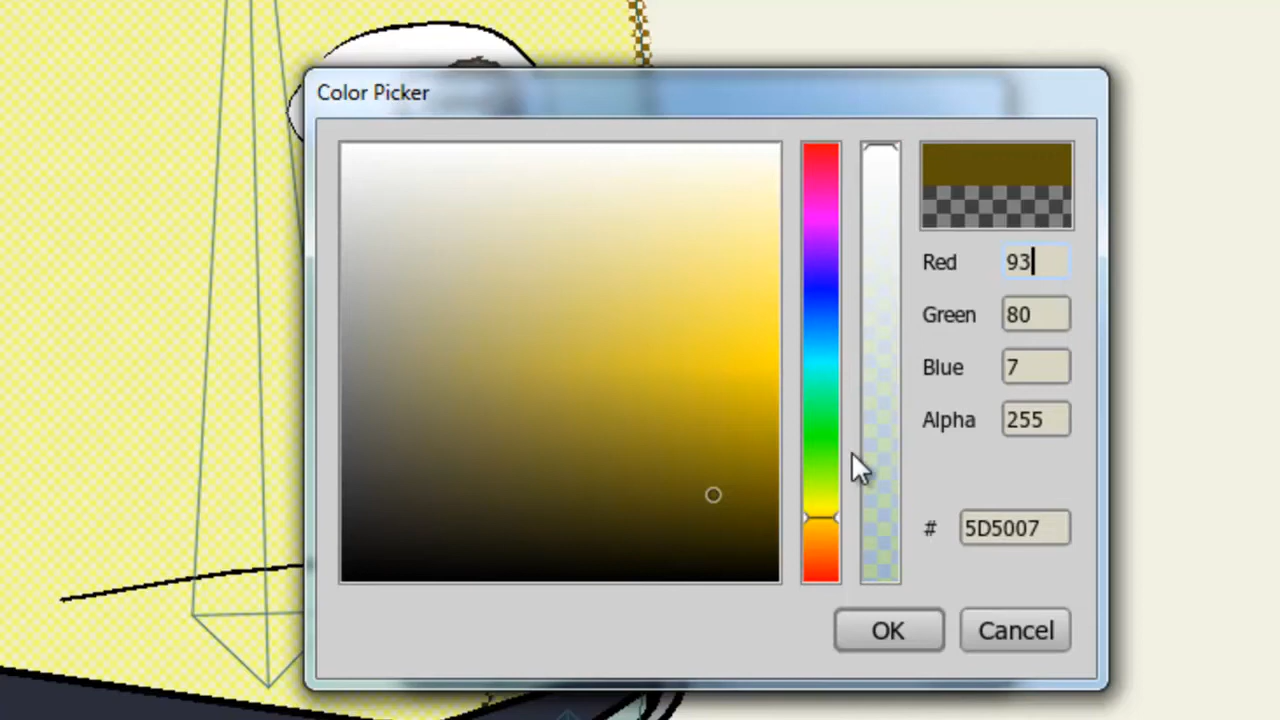 Color Picker
Red 93
Green 80
Blue 7
Alpha 255
# 5D5007
OK Cancel